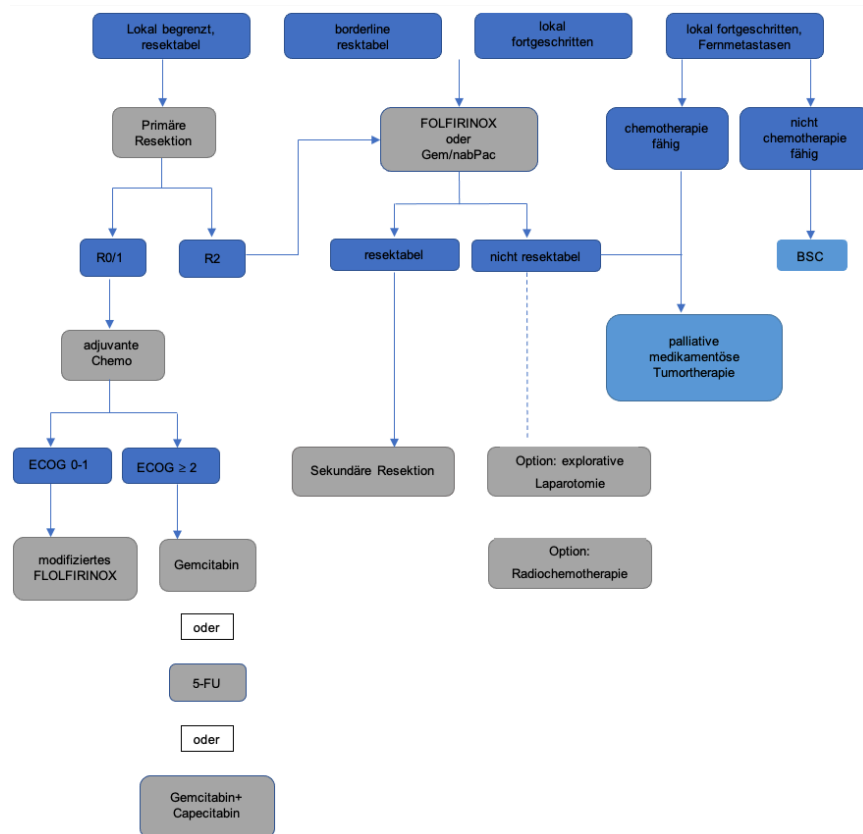 Lokal begrenzt,
resektabel
borderline
resktabel
lokal
fortgeschritten
lokal fortgeschritten,
Fernmetastasen
Primäre
Resektion
FOLFIRINOX
oder
Gem/nabPac
chemotherapie
fähig
nicht
chemotherapie
fähig
R0/1
R2
resektabel
nicht resektabel
BSC
adjuvante
Chemo
palliative
medikamentöse
Tumortherapie
ECOG 0-1
ECOG ≥ 2
Sekundäre Resektion
Option: explorative
Laparotomie
modifiziertes
FLOLFIRINOX
Gemcitabin
Option:
Radiochemotherapie
oder
5-FU
oder
Gemcitabin+
Capecitabin